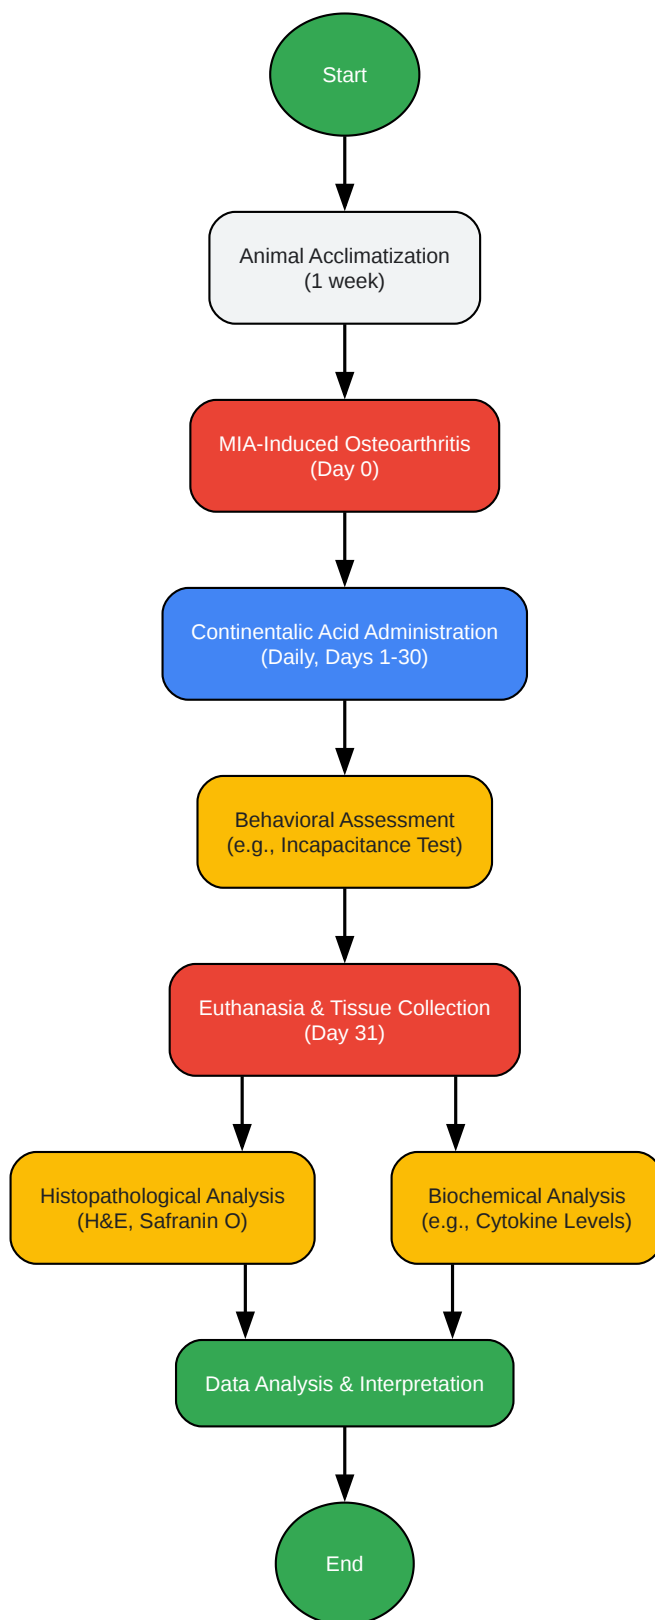 Start
Animal Acclimatization
(1 week)
MIA-Induced Osteoarthritis
(Day 0)
Continentalic Acid Administration
(Daily, Days 1-30)
Behavioral Assessment
(e.g., Incapacitance Test)
Euthanasia & Tissue Collection
(Day 31)
Histopathological Analysis
(H&E, Safranin O)
Biochemical Analysis
(e.g., Cytokine Levels)
Data Analysis & Interpretation
End